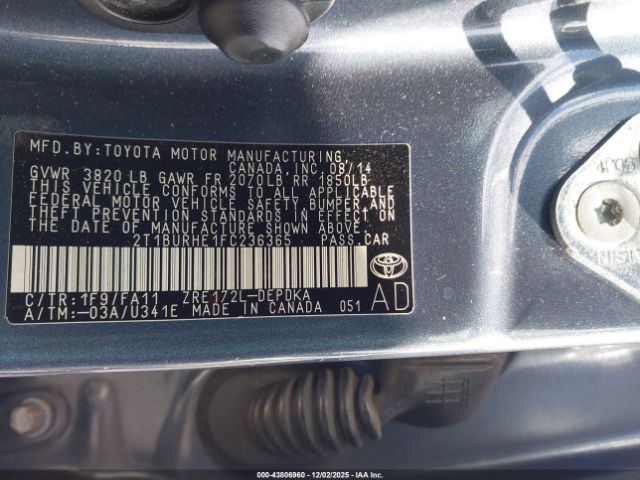 MFD. BY: TOYOTA MOTOR MANUFACTURING,
CANADA, INC. 08/14
GVWR 3820 LB GAWR FR 2070LB RR 1850LB
THIS VEHICLE CONFORMS TO ALL APPLICABLE
FEDERAL MOTOR VEHICLE SAFETY, BUMPER, AND
THEFT PREVENTION STANDARDS IN EFFECT ON
THE DATE OF MANUFACTURE SHOWN ABOVE.
2T1BURHE1FC236365 PASS. CAR
C/TR:1F9/FA11 ZRE172L-DEPDKA
A/TM:-03A/U341E MADE IN CANADA 051
AD
000-43806960 12/02/2025 IAAI.com